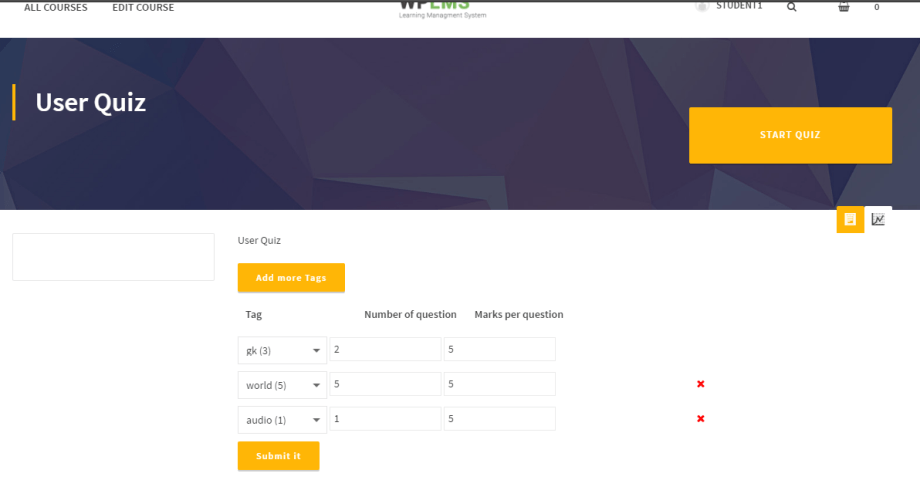 ALL COURSES EDIT COURSE WPLMS STUDENT1 0
Learning Managment System
User Quiz
START QUIZ
User Quiz
Add more Tags
Tag Number of question Marks per question
gk (3) 2 5
world (5) 5 5
audio (1) 1 5
Submit it